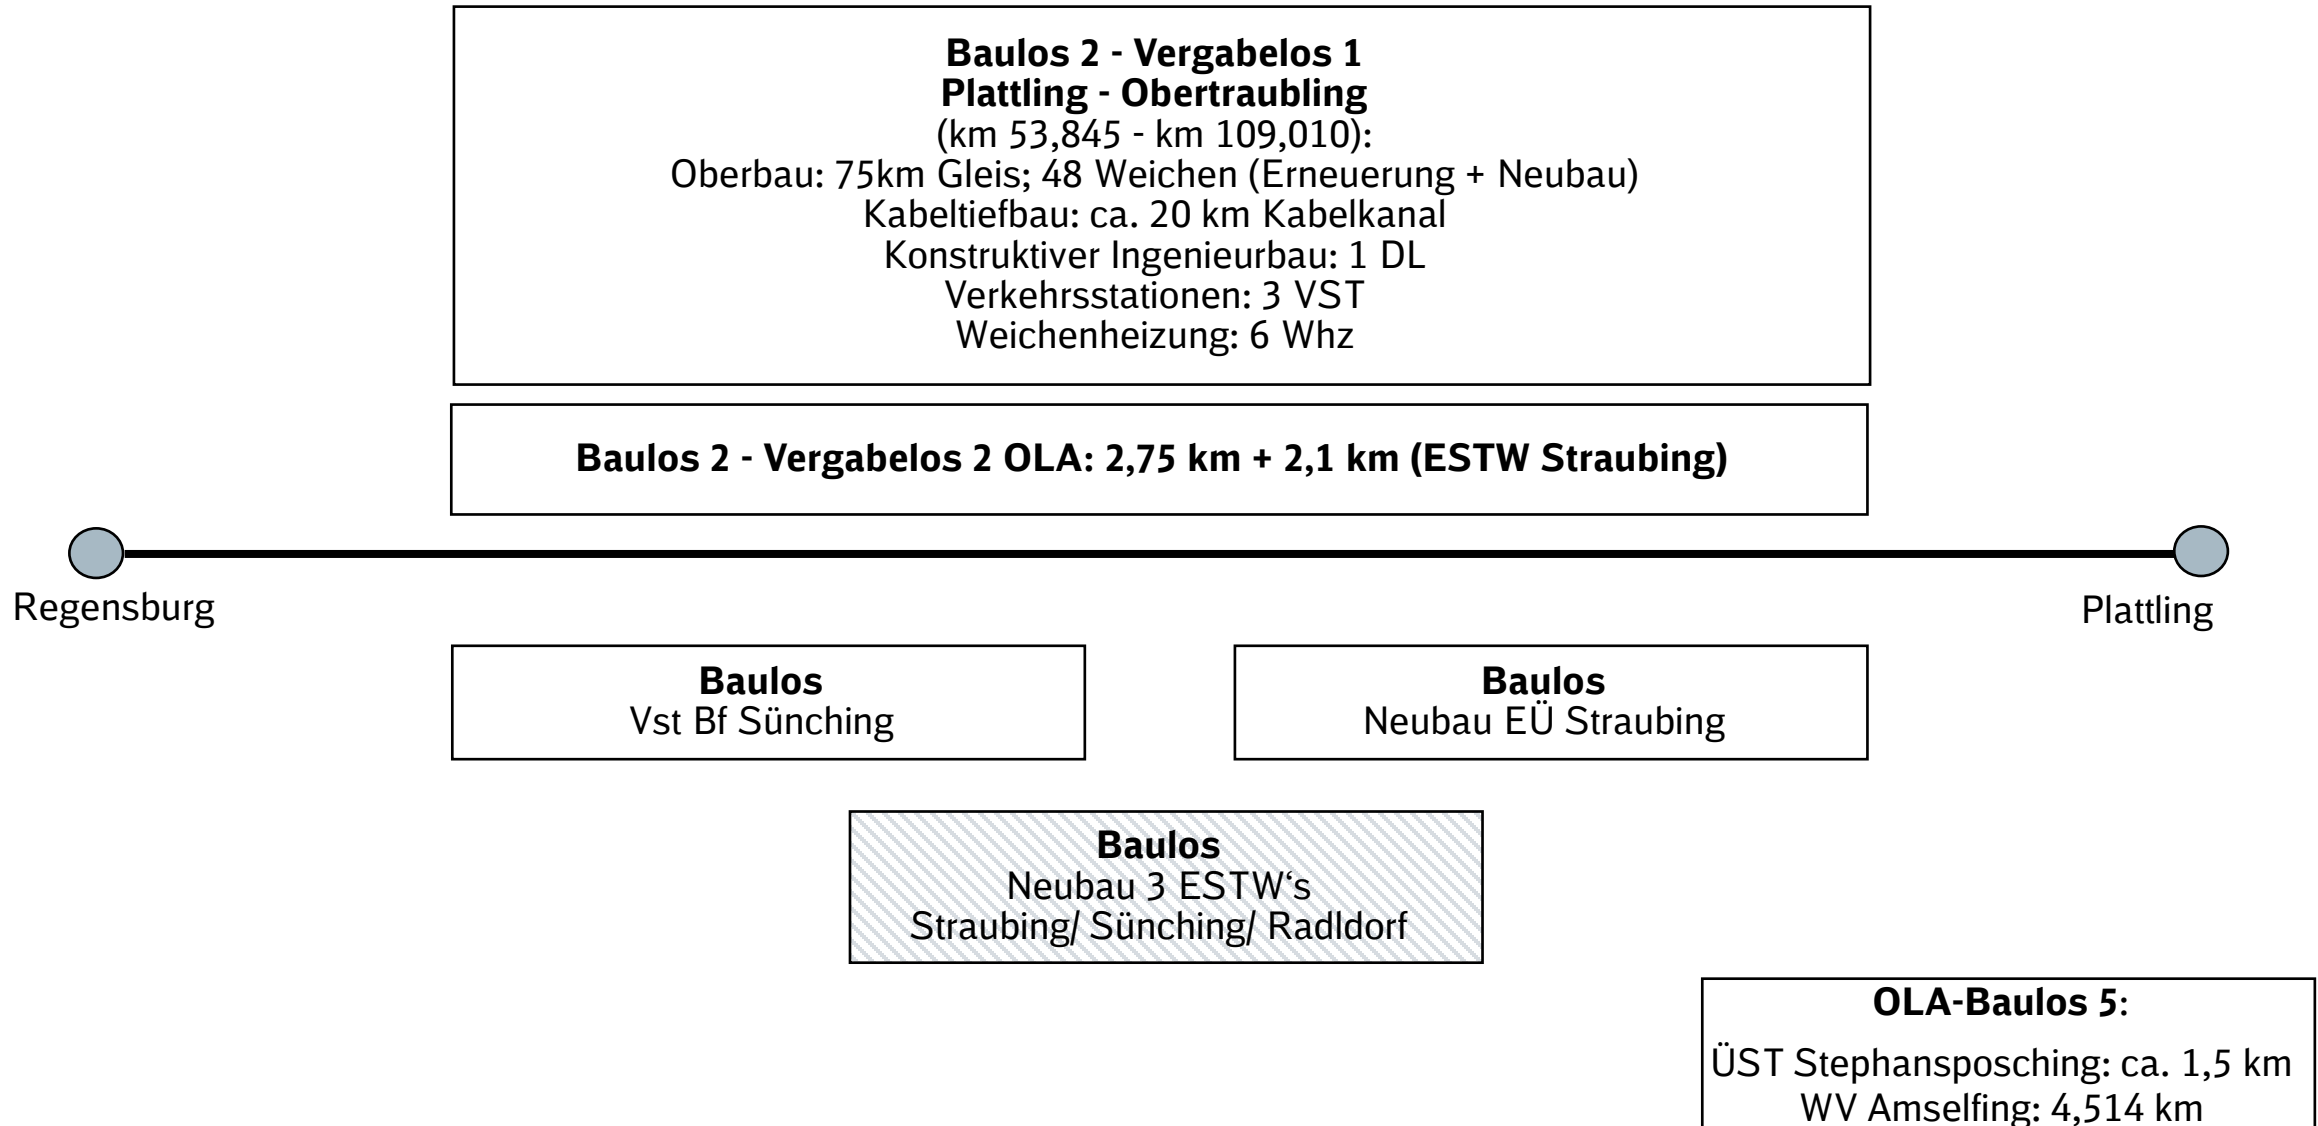 Baulos 2 - Vergabelos 1
Plattling - Obertraubling
(km 53,845 - km 109,010):
Oberbau: 75km Gleis; 48 Weichen (Erneuerung + Neubau)
Kabeltiefbau: ca. 20 km Kabelkanal
Konstruktiver Ingenieurbau: 1 DL
Verkehrsstationen: 3 VST
Weichenheizung: 6 Whz
Baulos 2 - Vergabelos 2 OLA: 2,75 km + 2,1 km (ESTW Straubing)
Regensburg
Plattling
Baulos
Vst Bf Sünching
Baulos
Neubau EÜ Straubing
Baulos
Neubau 3 ESTW‘s
Straubing/ Sünching/ Radldorf
OLA-Baulos 5:
ÜST Stephansposching: ca. 1,5 km
WV Amselfing: 4,514 km